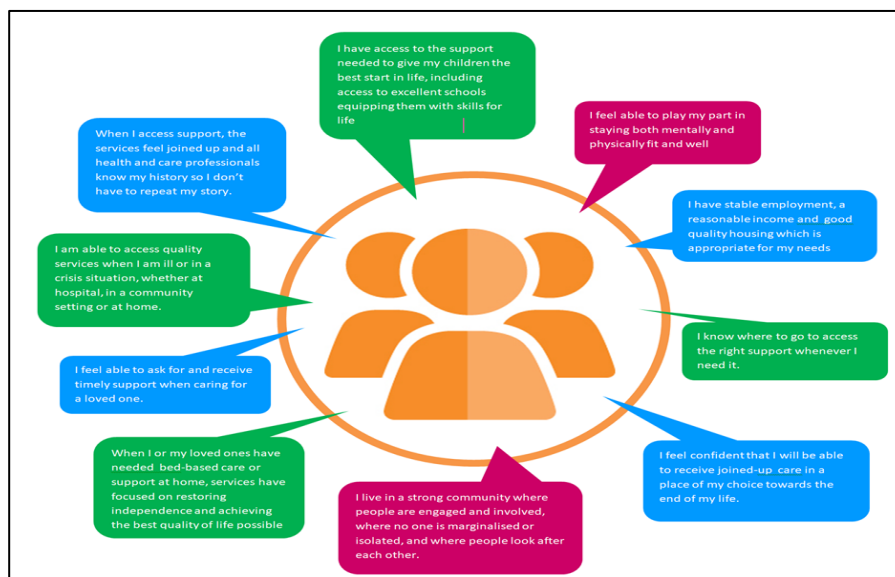 I have access to the support
needed to give my children the
best start in life, including
access to excellent schools
equipping them with skills for
life
I feel able to play my part in
staying both mentally and
physically fit and well
When I access support, the
services feel joined up and all
health and care professionals
know my history so I don't
have to repeat my story.
I have stable employment, a
reasonable income and good
quality housing which is
appropriate for my needs
I am able to access quality
services when I am ill or in a
crisis situation, whether at
hospital, in a community
setting or at home.
I know where to go to access
the right support whenever I
need it.
I feel able to ask for and receive
timely support when caring for
a loved one.
When I or my loved ones have
needed bed-based care or
support at home, services have
focused on restoring
independence and achieving
the best quality of life possible
I feel confident that I will be able
to receive joined-up care in a
place of my choice towards the
end of my life.
I live in a strong community where
people are engaged and involved,
where no one is marginalised or
isolated, and where people look after
each other.